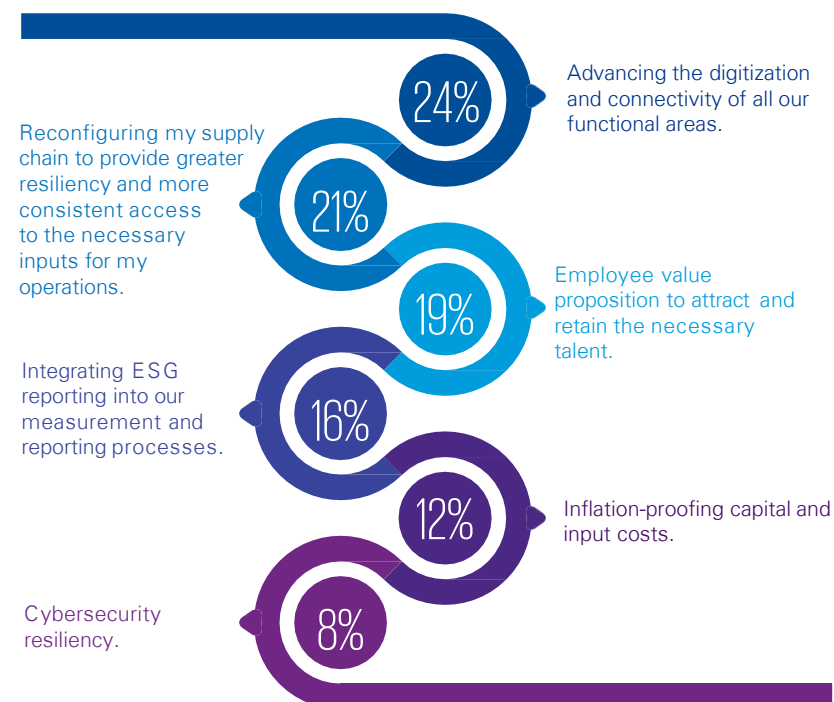 24%
Advancing the digitization
and connectivity of all our
functional areas.
Reconfiguring my supply
chain to provide greater
resiliency and more
consistent access
to the necessary
inputs for my
operations.
21%
19%
Employee value
proposition to attract and
retain the necessary
talent.
Integrating ESG
reporting into our
measurement and
reporting processes.
16%
12%
Inflation-proofing capital and
input costs.
Cybersecurity
resiliency.
8%